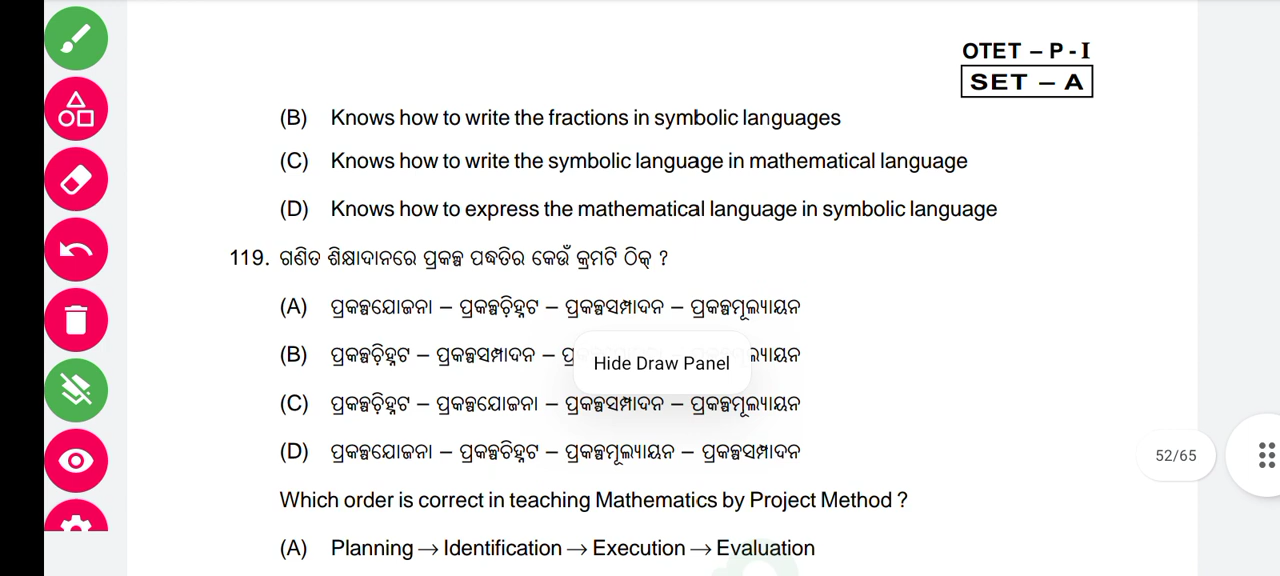 OTET – P - I
SET – A
(B) Knows how to write the fractions in symbolic languages
(C) Knows how to write the symbolic language in mathematical language
(D) Knows how to express the mathematical language in symbolic language
119. ଗଣିତ ଶିକ୍ଷାଦାନରେ ପ୍ରକଳ୍ପ ପଦ୍ଧତିର କେଉଁ କ୍ରମଟି ଠିକ୍ ?
(A) ପ୍ରକଳ୍ପଯୋଜନା – ପ୍ରକଳ୍ପଚ଼ିହ୍ନଟ – ପ୍ରକଳ୍ପସମ୍ପାଦନ – ପ୍ରକଳ୍ପମୂଲ୍ୟାୟନ
(B) ପ୍ରକଳ୍ପଚ଼ିହ୍ନଟ – ପ୍ରକଳ୍ପସମ୍ପାଦନ –
Hide Draw Panel
(C) ପ୍ରକଳ୍ପଚ଼ିହ୍ନଟ – ପ୍ରକଳ୍ପଯୋଜନା – ପ୍ରକଳ୍ପସମ୍ପାଦନ – ପ୍ରକଳ୍ପମୂଲ୍ୟାୟନ
52/65
(D) ପ୍ରକଳ୍ପଯୋଜନା – ପ୍ରକଳ୍ପଚିହ୍ନଟ – ପ୍ରକଳ୍ପମୂଲ୍ୟାୟନ – ପ୍ରକଳ୍ପସମ୍ପାଦନ
Which order is correct in teaching Mathematics by Project Method ?
(A) Planning → Identification → Execution → Evaluation